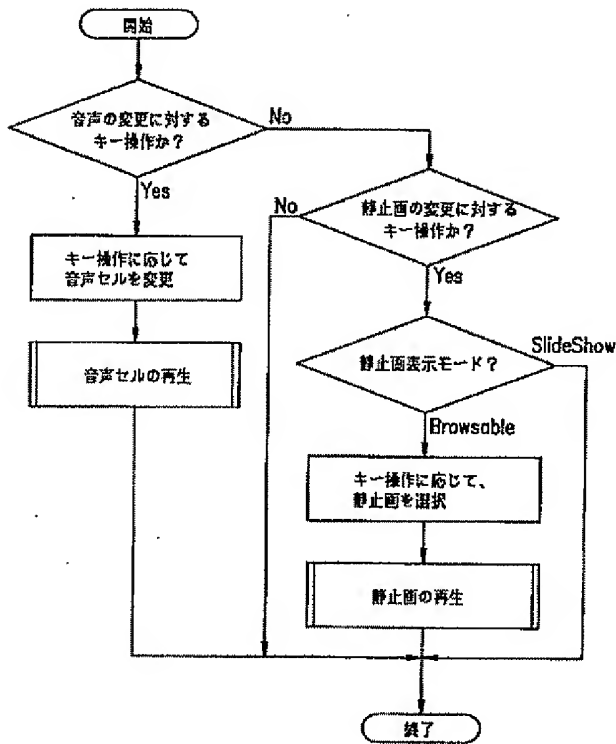 開始
音声の変更に対する
キー操作か?
No
Yes
静止画の変更に対する
キー操作か?
No
Yes
キー操作に応じて
音声セルを変更
静止画表示モード?
SlideShow
音声セルの再生
Browsable
キー操作に応じて、
静止画を選択
静止画の再生
終了